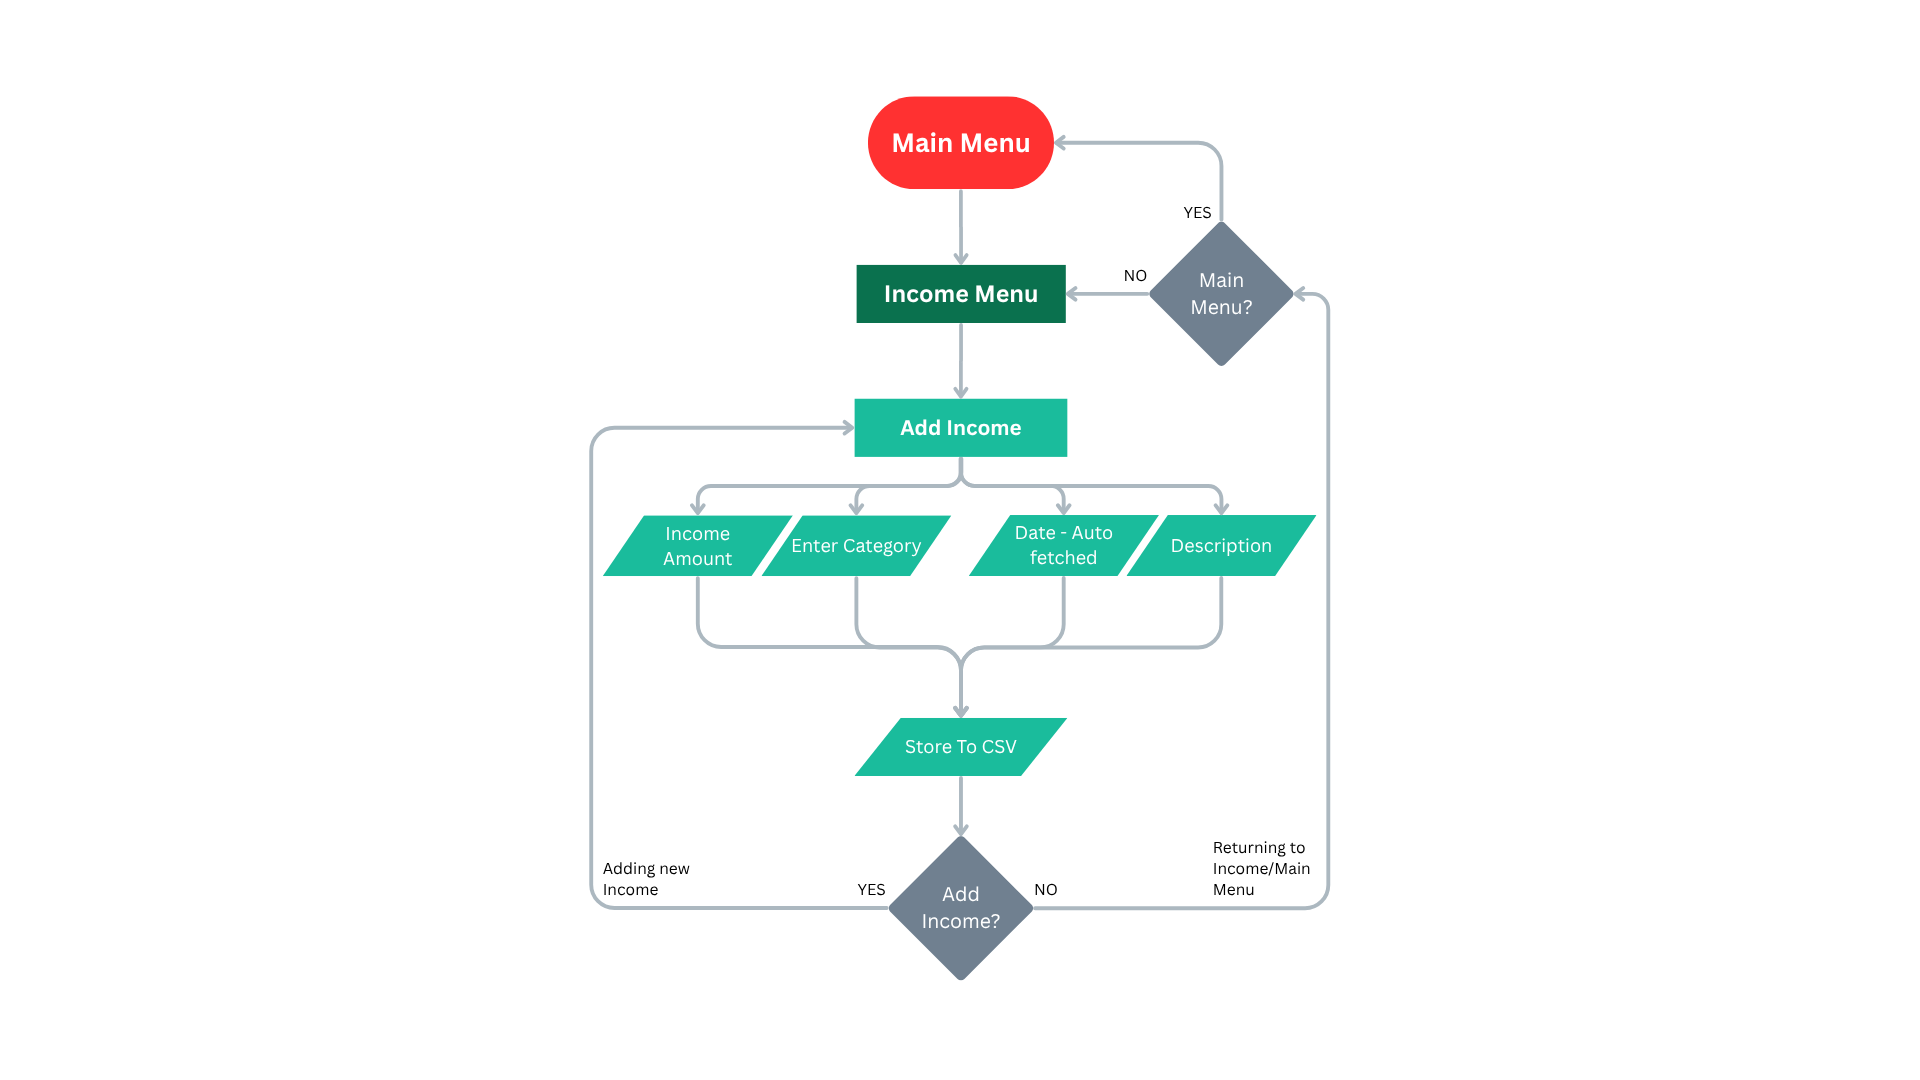 Main Menu
YES
NO
Main
Menu?
Income Menu
Add Income
Income
Amount
Enter Category
Date - Auto
fetched
Description
Store To CSV
Adding new
Income
YES
Add
Income?
NO
Returning to
Income/Main
Menu